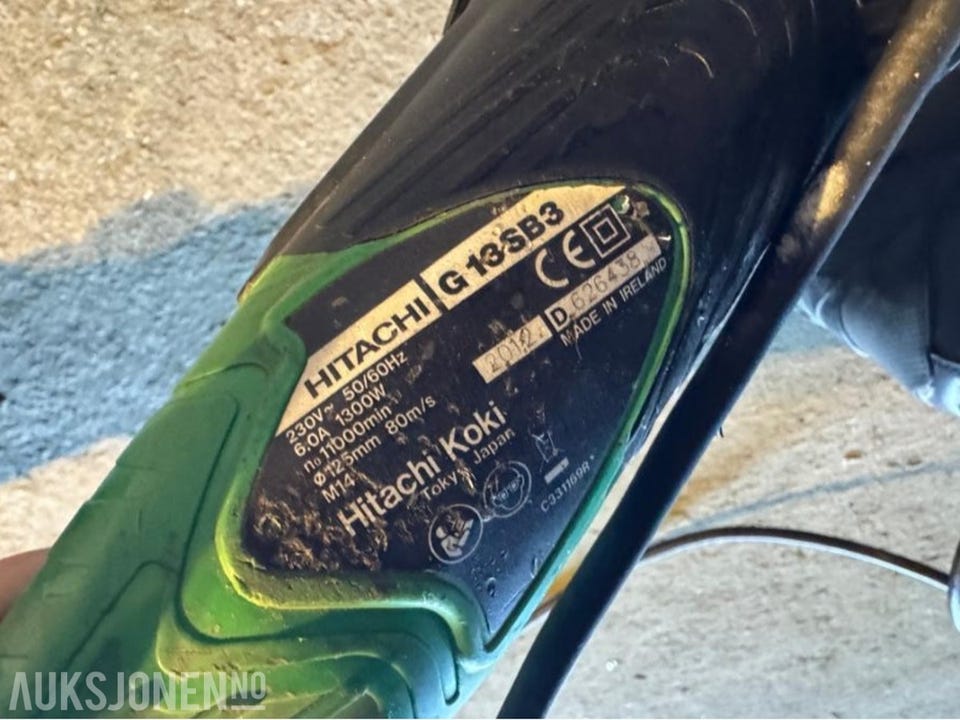 HITACHI G 13SB3
CE
2012. D 626438
MADE IN IRELAND
230V~ 50/60Hz
6.0A 1300W
n₀ 11000min
ø125mm 80m/s
M14
Hitachi Koki
Tokyo Japan
C331169R
AUKSJONEN.NO